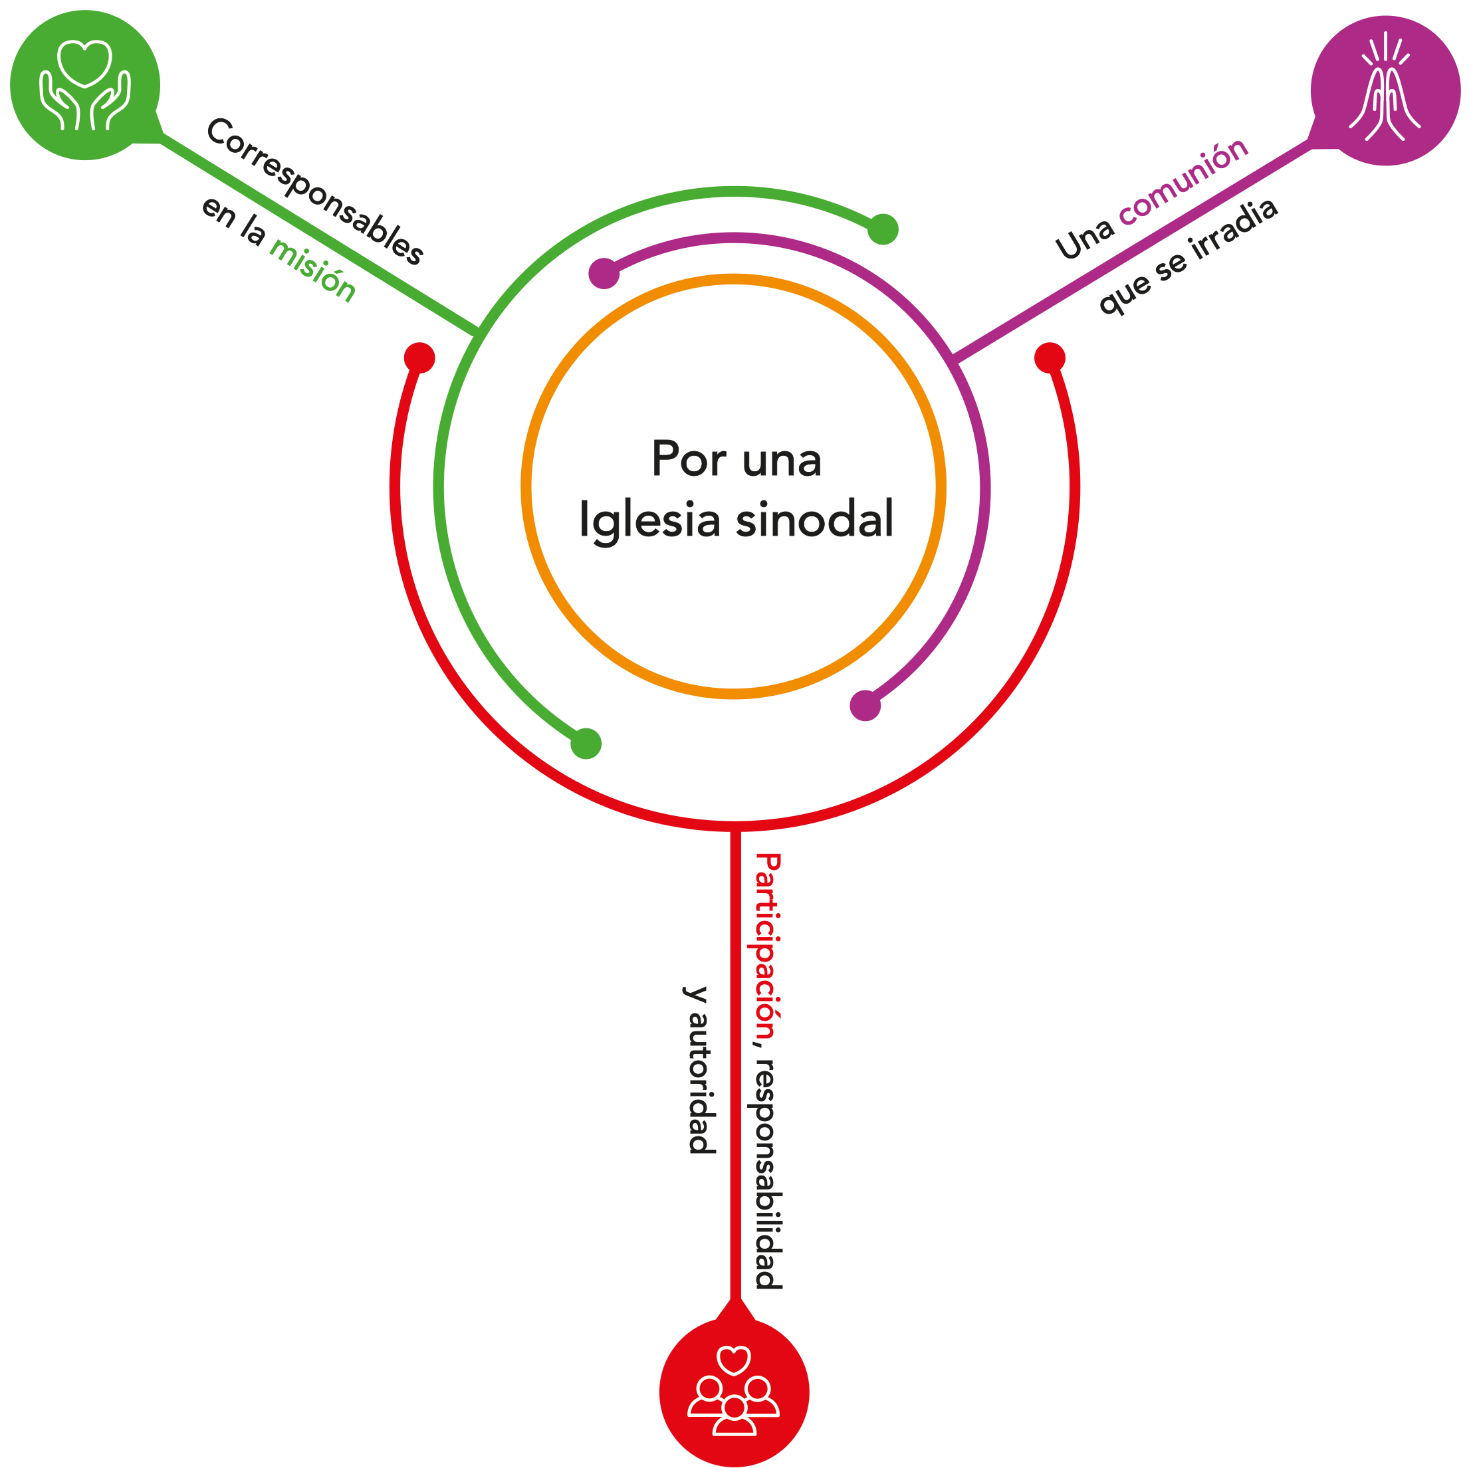 Corresponsables
en la misión
Una comunión
que se irradia
Por una
Iglesia sinodal
Participación, responsabilidad
y autoridad